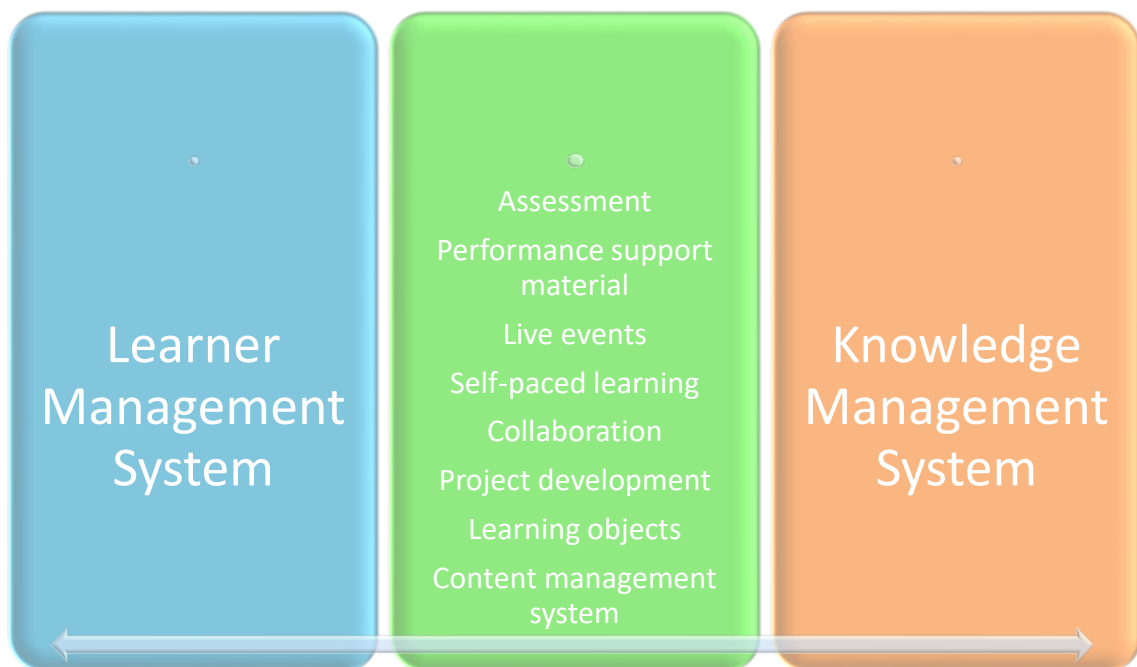 Learner
Management
System
Assessment
Performance support
material
Live events
Self-paced learning
Collaboration
Project development
Learning objects
Content management
system
Knowledge
Management
System